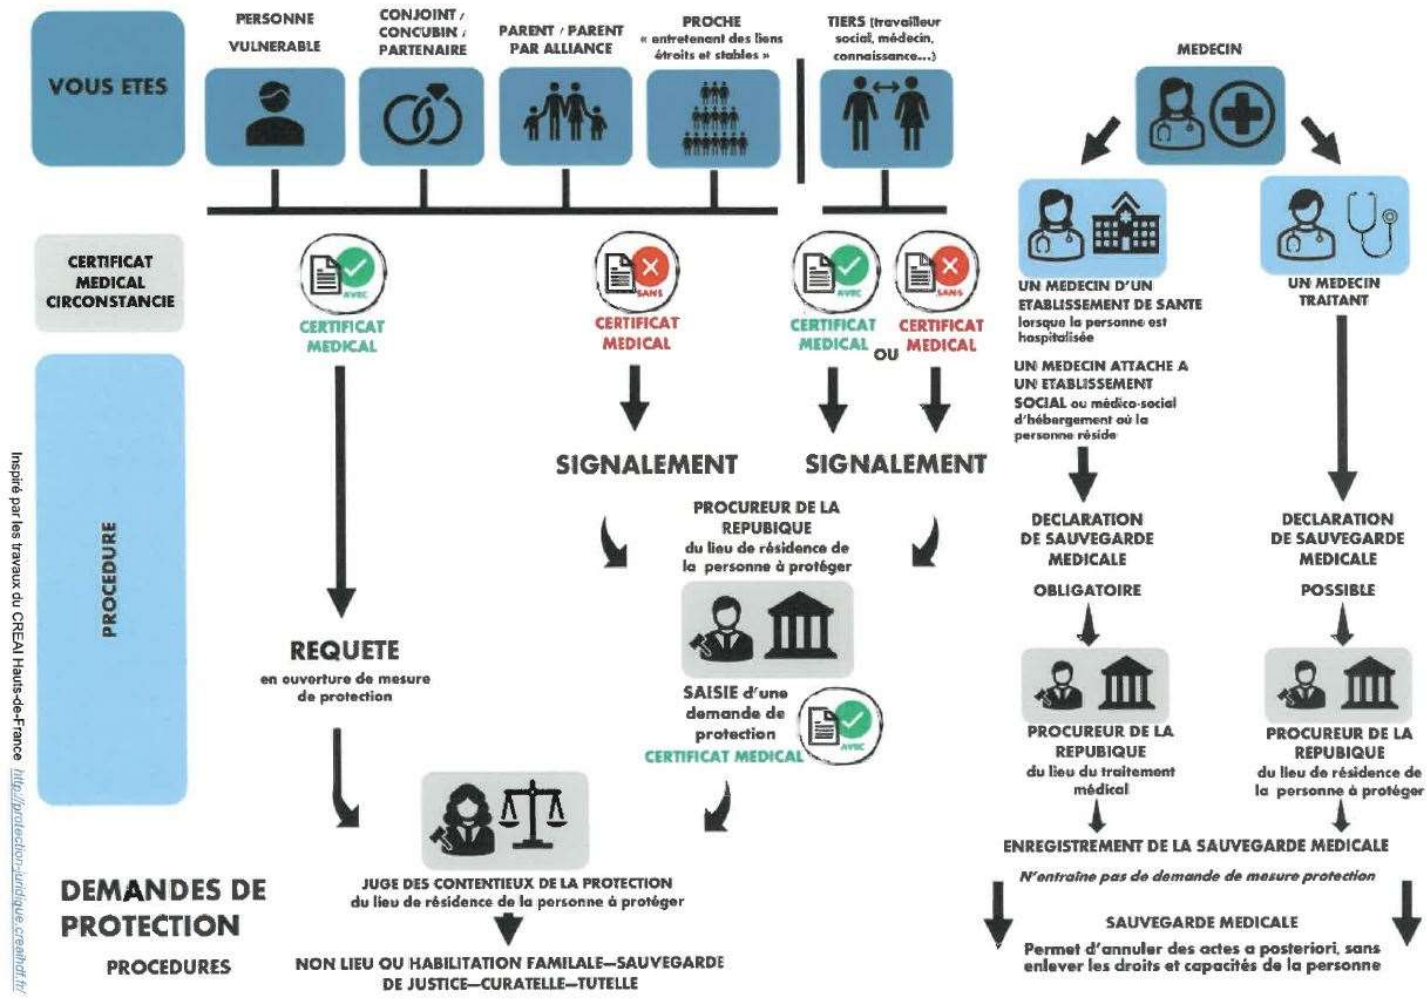 VOUS ETES
PERSONNE
VULNERABLE
CONJOINT /
CONCUBIN /
PARTENAIRE
PARENT / PARENT
PAR ALLIANCE
PROCHE
« entretenant des liens
étroits et stables »
TIERS (travailleur
social, médecin,
connaissance...)
MEDECIN
CERTIFICAT
MEDICAL
CIRCONSTANCIE
AVEC
CERTIFICAT
MEDICAL
SANS
CERTIFICAT
MEDICAL
AVEC
CERTIFICAT
MEDICAL
OU
SANS
CERTIFICAT
MEDICAL
UN MEDECIN D'UN
ETABLISSEMENT DE SANTE
lorsque la personne est
hospitalisée
UN MEDECIN ATTACHE A
UN ETABLISSEMENT
SOCIAL ou médico-social
d'hébergement où la
personne réside
UN MEDECIN
TRAITANT
PROCEDURE
SIGNALEMENT
SIGNALEMENT
PROCUREUR DE LA
REPUBIQUE
du lieu de résidence de
la personne à protéger
REQUETE
en ouverture de mesure
de protection
SAISIE d'une
demande de
protection
CERTIFICAT MEDICAL
AVEC
DECLARATION
DE SAUVEGARDE
MEDICALE
OBLIGATOIRE
DECLARATION
DE SAUVEGARDE
MEDICALE
POSSIBLE
PROCUREUR DE LA
REPUBIQUE
du lieu du traitement
médical
PROCUREUR DE LA
REPUBIQUE
du lieu de résidence de
la personne à protéger
JUGE DES CONTENTIEUX DE LA PROTECTION
du lieu de résidence de la personne à protéger
NON LIEU OU HABILITATION FAMILALE—SAUVEGARDE
DE JUSTICE—CURATELLE—TUTELLE
ENREGISTREMENT DE LA SAUVEGARDE MEDICALE
N'entraîne pas de demande de mesure protection
SAUVEGARDE MEDICALE
Permet d'annuler des actes a posteriori, sans
enlever les droits et capacités de la personne
DEMANDES DE
PROTECTION
PROCEDURES
Inspiré par les travaux du CREAI Hauts-de-France http://protection-juridique.creaihdf.fr/